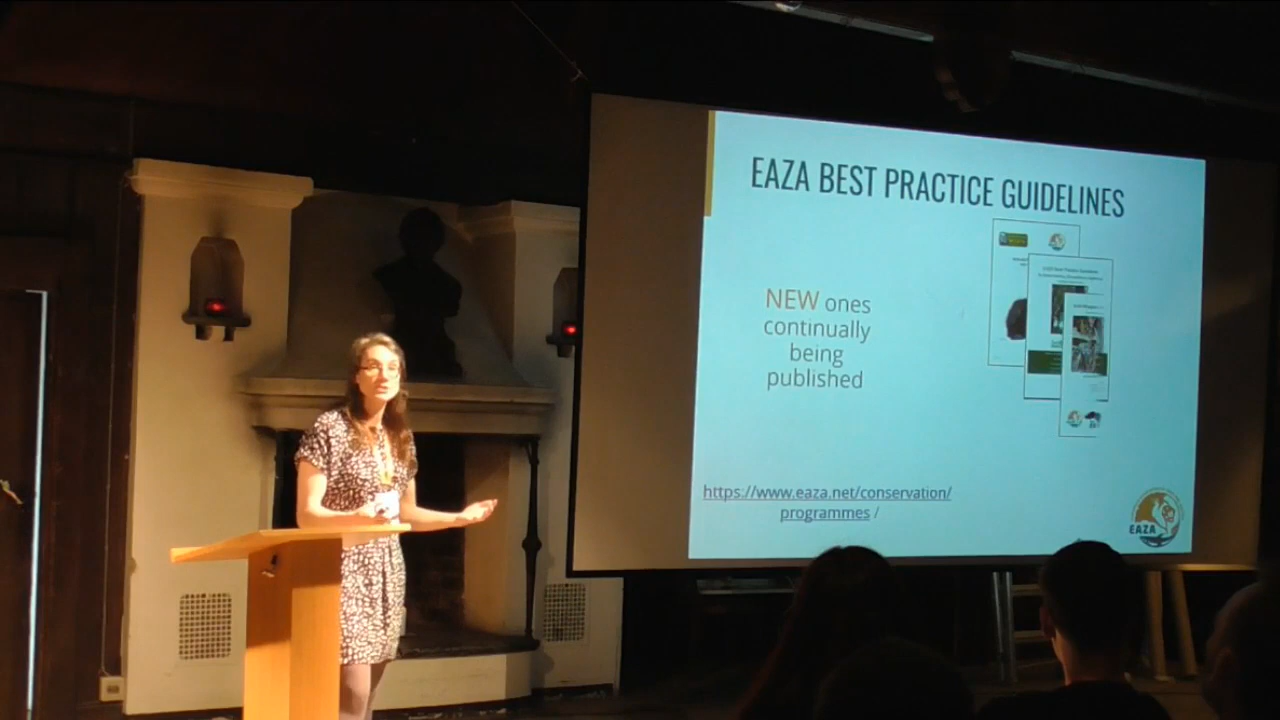 EAZA BEST PRACTICE GUIDELINES
NEW ones
continually
being
published
https://www.eaza.net/conservation/
programmes /
EAZA